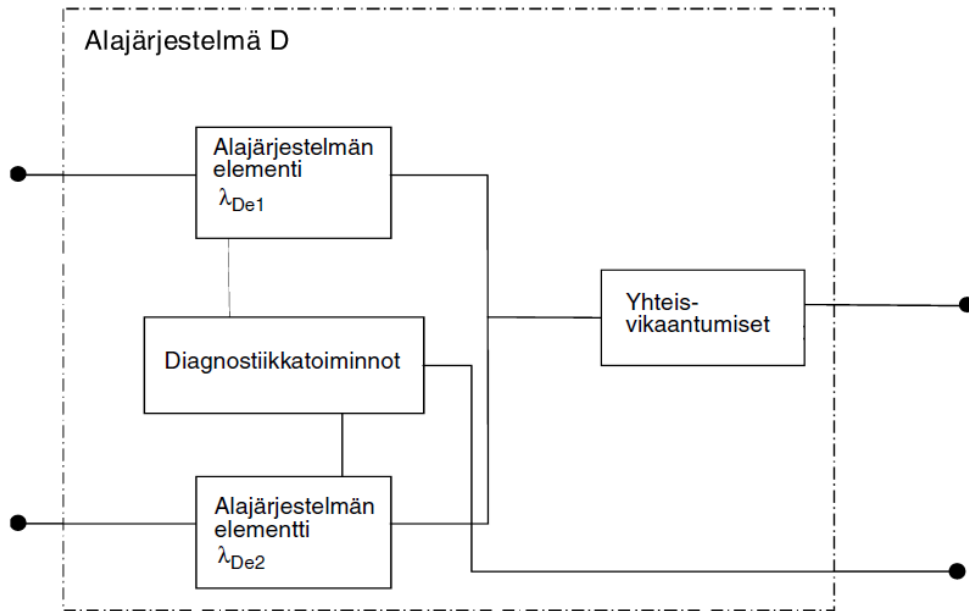 Alajärjestelmä D
Alajärjestelmän
elementi
λDe1
Yhteis-
vikaantumiset
Diagnostiikkatoiminnot
Alajärjestelmän
elementti
λDe2